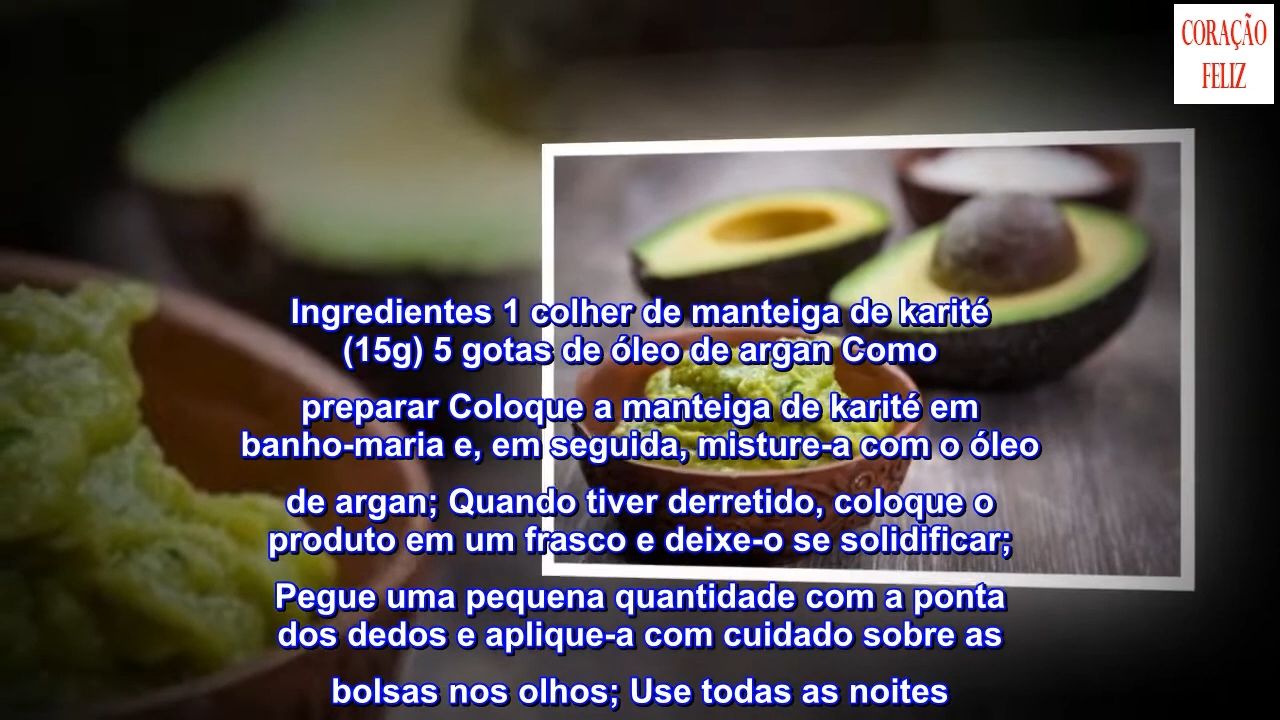 CORAÇÃO
FELIZ
Ingredientes 1 colher de manteiga de karité
(15g) 5 gotas de óleo de argan Como
preparar Coloque a manteiga de karité em
banho-maria e, em seguida, misture-a com o óleo
de argan; Quando tiver derretido, coloque o
produto em um frasco e deixe-o se solidificar;
Pegue uma pequena quantidade com a ponta
dos dedos e aplique-a com cuidado sobre as
bolsas nos olhos; Use todas as noites